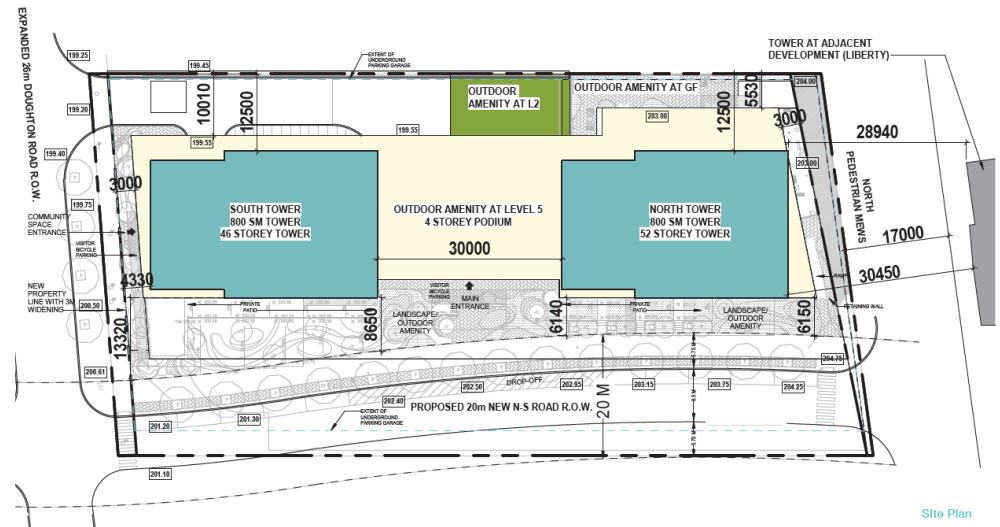 EXPANDED 26m DOUGHTON ROAD R.O.W.
199.25
199.45
EXTENT OF
UNDERGROUND
PARKING GARAGE
TOWER AT ADJACENT
DEVELOPMENT (LIBERTY)
199.20
10010
12500
OUTDOOR
AMENITY AT L2
OUTDOOR AMENITY AT GF
203.00
12500
5530
204.00
3000
28940
199.55
199.55
199.40
203.00
3000
199.75
COMMUNITY
SPACE
ENTRANCE
VISITOR
BICYCLE
PARKING
SOUTH TOWER
800 SM TOWER
46 STOREY TOWER
OUTDOOR AMENITY AT LEVEL 5
4 STOREY PODIUM
30000
NORTH TOWER
800 SM TOWER
52 STOREY TOWER
NORTH
PEDESTRIAN MEWS
17000
30450
RAMP
4330
NEW
PROPERTY
LINE WITH 3M
WIDENING
200.50
13320
PRIVATE
PATIO
8650
VISITOR
BICYCLE
PARKING
MAIN
ENTRANCE
LANDSCAPE/
OUTDOOR
AMENITY
6140
PRIVATE
PATIO
LANDSCAPE/
OUTDOOR
AMENITY
6150
RETAINING WALL
200.61
204.75
DROP-OFF
202.50
202.95
203.15
203.75
204.25
202.40
20 M
PROPOSED 20m NEW N-S ROAD R.O.W.
EXTENT OF
UNDERGROUND
PARKING GARAGE
201.30
201.20
201.10
Site Plan